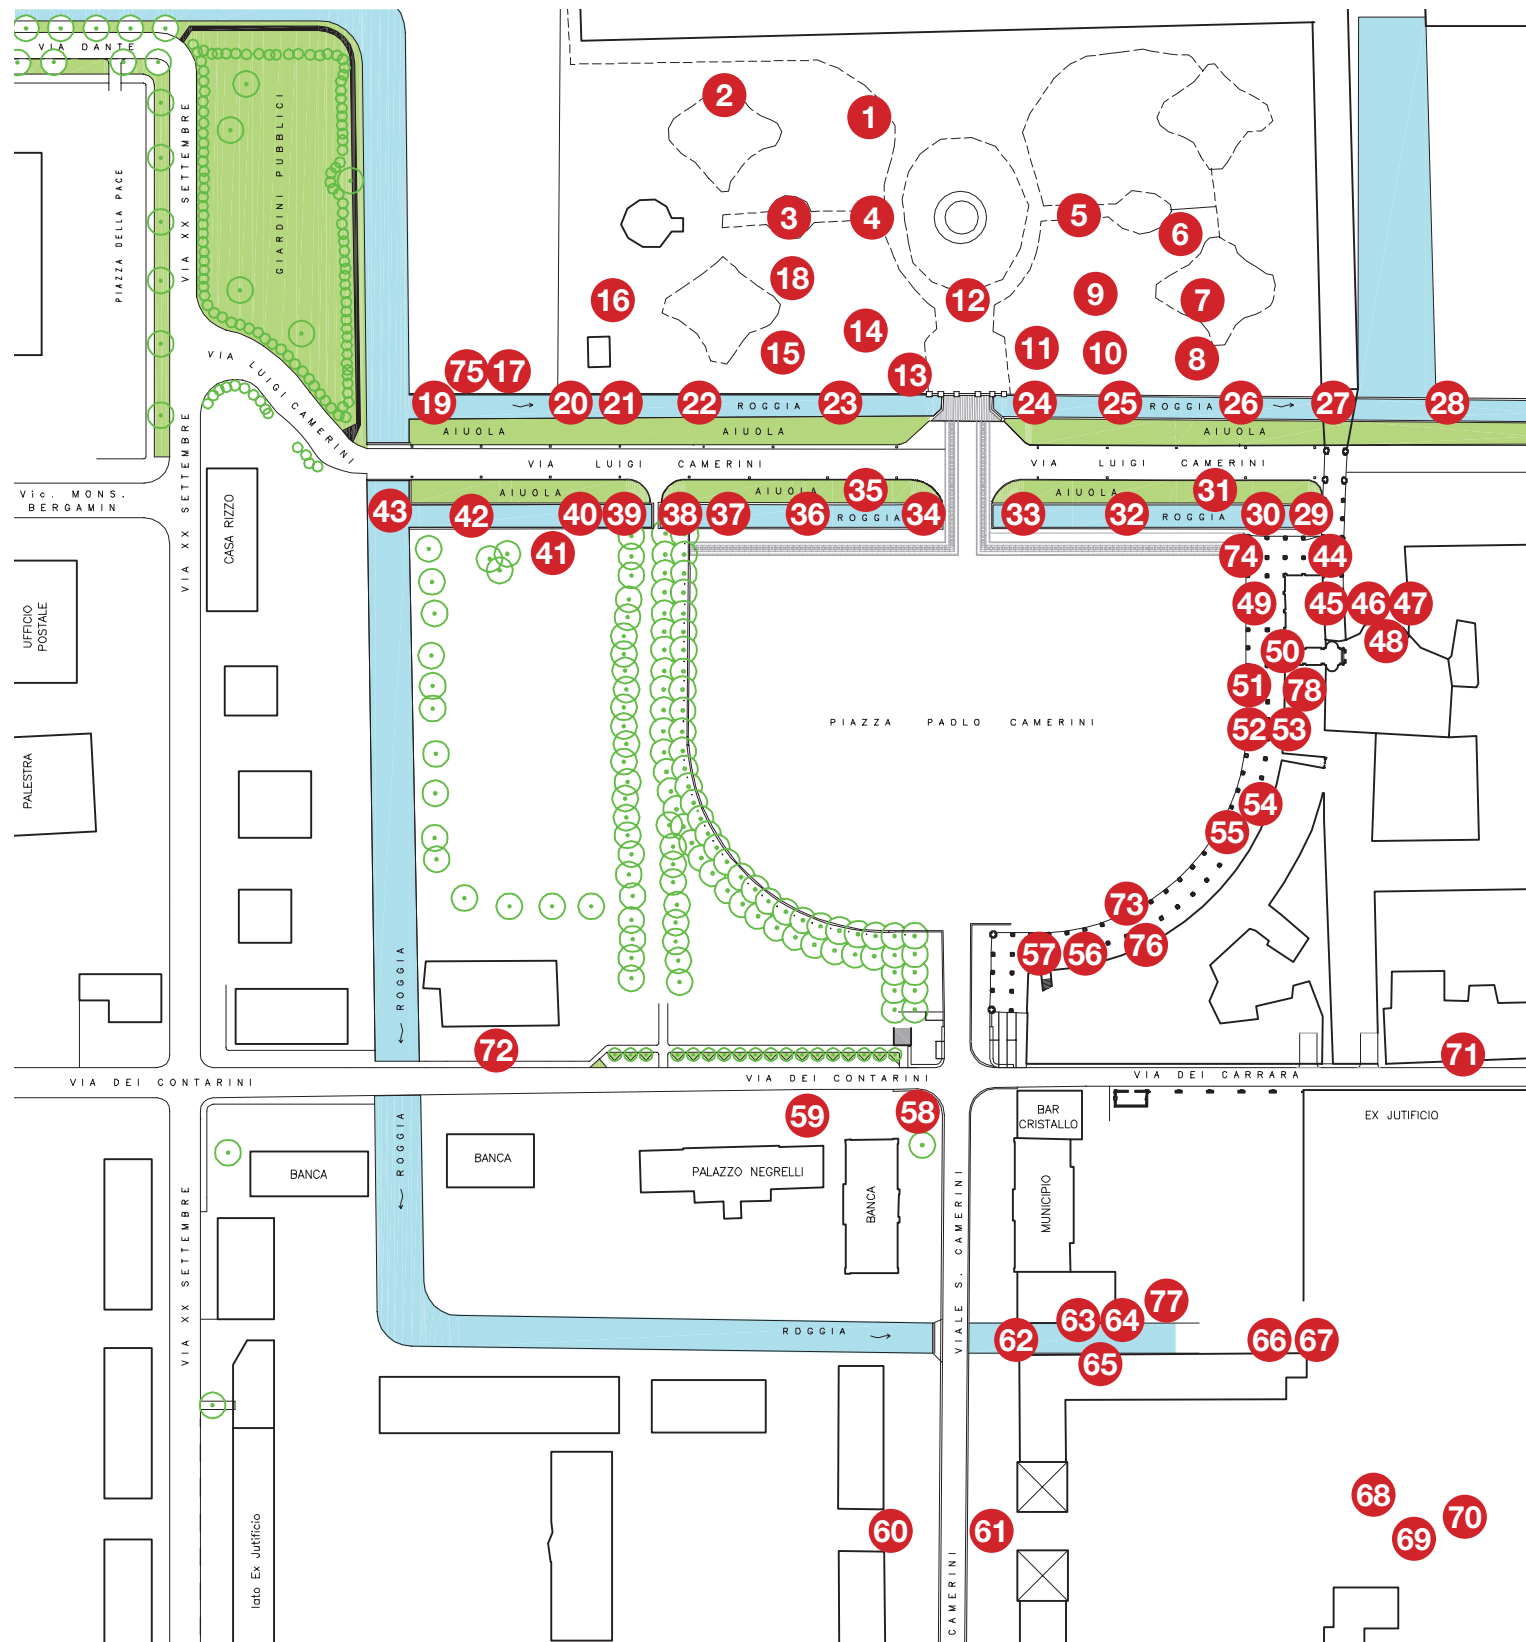 VIA DANTE
2
1
VIA XX SETTEMBRE
GIARDINI PUBBLICI
PIAZZA DELLA PACE
3
4
5
6
18
16
12
9
7
14
15
11
10
8
13
VIA LUIGI CAMERINI
75
17
19
20
21
22
ROGGIA
23
24
25
ROGGIA
26
27
28
AIUOLA
AIUOLA
AIUOLA
VIA LUIGI CAMERINI
VIA LUIGI CAMERINI
Vic. MONS.
BERGAMIN
VIA XX SETTEMBRE
CASA RIZZO
AIUOLA
AIUOLA
35
AIUOLA
31
43
42
40
39
38
37
36
ROGGIA
34
33
32
ROGGIA
30
29
41
74
44
49
45
46
47
48
50
UFFICIO
POSTALE
51
78
PIAZZA PAOLO CAMERINI
52
53
PALESTRA
54
55
73
57
56
76
ROGGIA
72
71
VIA DEI CONTARINI
VIA DEI CONTARINI
VIA DEI CARRARA
59
58
BAR
CRISTALLO
EX JUTIFICIO
ROGGIA
BANCA
BANCA
PALAZZO NEGRELLI
BANCA
MUNICIPIO
VIALE S. CAMERINI
VIA XX SETTEMBRE
77
63
64
ROGGIA
62
66
67
65
68
70
69
60
61
lato Ex Jutificio
CAMERINI